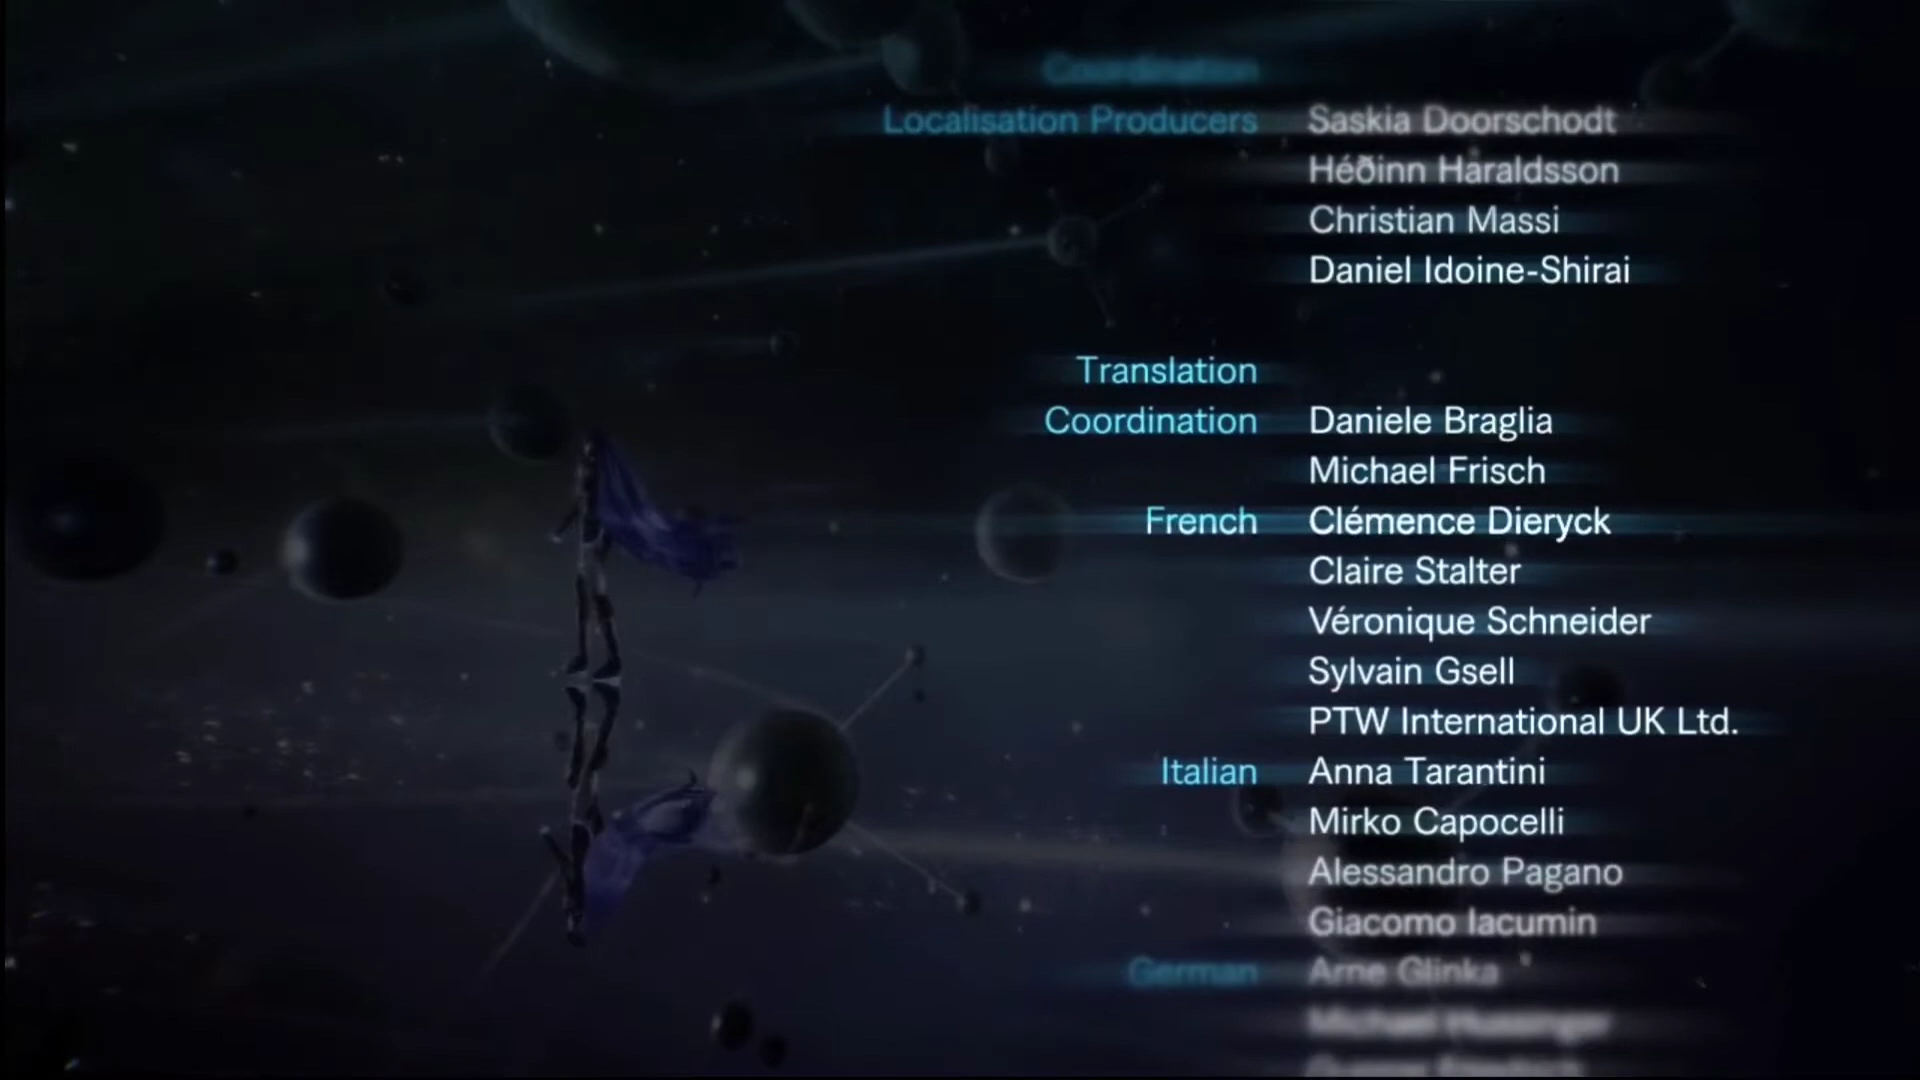 Coordination
Localisation Producers Saskia Doorschodt
Héðinn Haraldsson
Christian Massi
Daniel Idoine-Shirai
Translation
Coordination Daniele Braglia
Michael Frisch
French Clémence Dieryck
Claire Stalter
Véronique Schneider
Sylvain Gsell
PTW International UK Ltd.
Italian Anna Tarantini
Mirko Capocelli
Alessandro Pagano
Giacomo Iacumin
German Arne Glinka
Michael